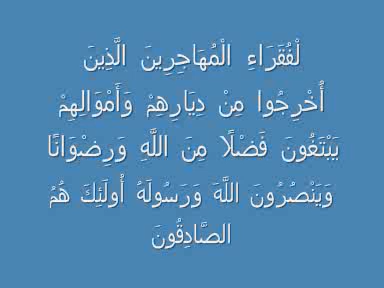 لْفُقَرَاءِ الْمُهَاجِرِينَ الَّذِينَ
أُخْرِجُوا مِنْ دِيَارِهِمْ وَأَمْوَالِهِمْ
يَبْتَغُونَ فَضْلًا مِنَ اللَّهِ وَرِضْوَانًا
وَيَنْصُرُونَ اللَّهَ وَرَسُولَهُ أُولَئِكَ هُمُ
الصَّادِقُونَ